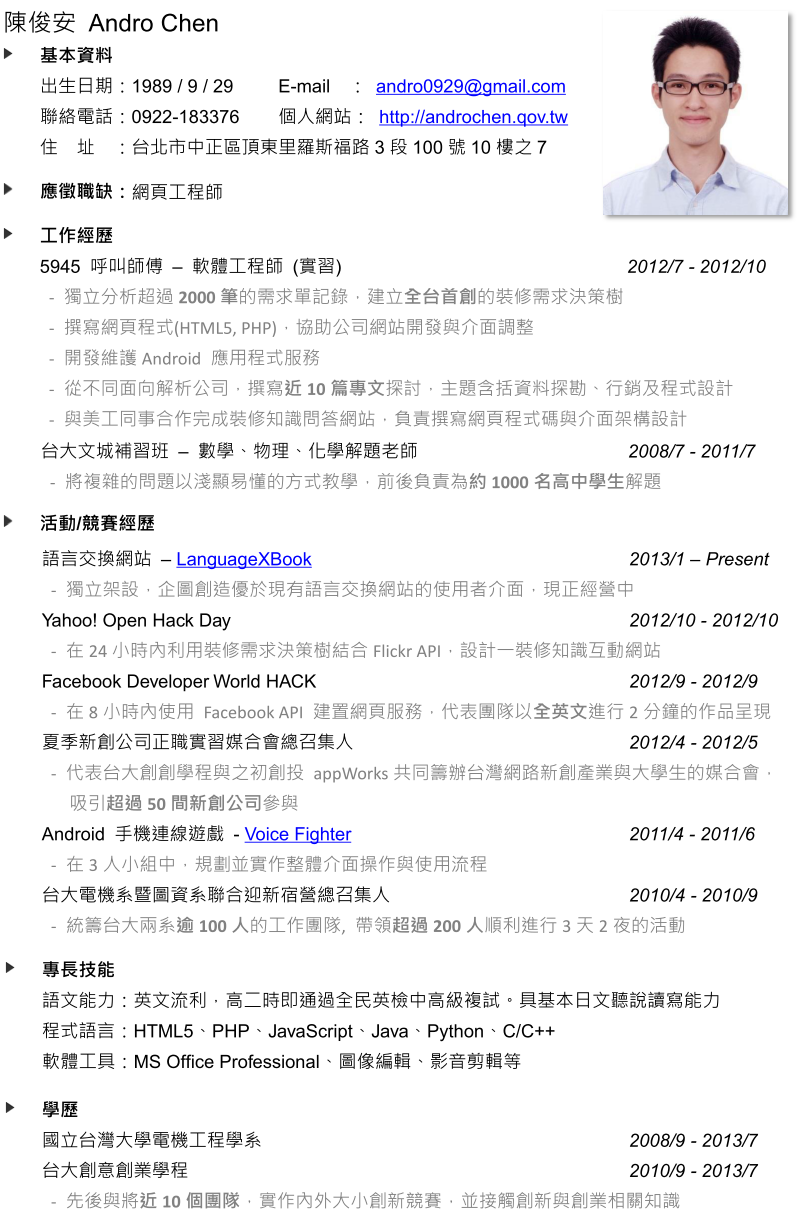 陳俊安 Andro Chen
基本資料
出生日期：1989 / 9 / 29 E-mail ： andro0929@gmail.com
聯絡電話：0922-183376 個人網站： http://androchen.qov.tw
住 址 ：台北市中正區頂東里羅斯福路 3 段 100 號 10 樓之 7
應徵職缺：網頁工程師
工作經歷
5945 呼叫師傅 – 軟體工程師 (實習) 2012/7 - 2012/10
- 獨立分析超過 2000 筆的需求單記錄，建立全台首創的裝修需求決策樹
- 撰寫網頁程式(HTML5, PHP)，協助公司網站開發與介面調整
- 開發維護 Android 應用程式服務
- 從不同面向解析公司，撰寫近 10 篇專文探討，主題含括資料探勘、行銷及程式設計
- 與美工同事合作完成裝修知識問答網站，負責撰寫網頁程式碼與介面架構設計
台大文城補習班 – 數學、物理、化學解題老師 2008/7 - 2011/7
- 將複雜的問題以淺顯易懂的方式教學，前後負責為約 1000 名高中學生解題
活動/競賽經歷
語言交換網站 – LanguageXBook 2013/1 – Present
- 獨立架設，企圖創造優於現有語言交換網站的使用者介面，現正經營中
Yahoo! Open Hack Day 2012/10 - 2012/10
- 在 24 小時內利用裝修需求決策樹結合 Flickr API，設計一裝修知識互動網站
Facebook Developer World HACK 2012/9 - 2012/9
- 在 8 小時內使用 Facebook API 建置網頁服務，代表團隊以全英文進行 2 分鐘的作品呈現
夏季新創公司正職實習媒合會總召集人 2012/4 - 2012/5
- 代表台大創創學程與之初創投 appWorks 共同籌辦台灣網路新創產業與大學生的媒合會，
吸引超過 50 間新創公司參與
Android 手機連線遊戲 - Voice Fighter 2011/4 - 2011/6
- 在 3 人小組中，規劃並實作整體介面操作與使用流程
台大電機系暨圖資系聯合迎新宿營總召集人 2010/4 - 2010/9
- 統籌台大兩系逾 100 人的工作團隊, 帶領超過 200 人順利進行 3 天 2 夜的活動
專長技能
語文能力：英文流利，高二時即通過全民英檢中高級複試。具基本日文聽說讀寫能力
程式語言：HTML5、PHP、JavaScript、Java、Python、C/C++
軟體工具：MS Office Professional、圖像編輯、影音剪輯等
學歷
國立台灣大學電機工程學系 2008/9 - 2013/7
台大創意創業學程 2010/9 - 2013/7
- 先後與將近 10 個團隊，實作內外大小創新競賽，並接觸創新與創業相關知識